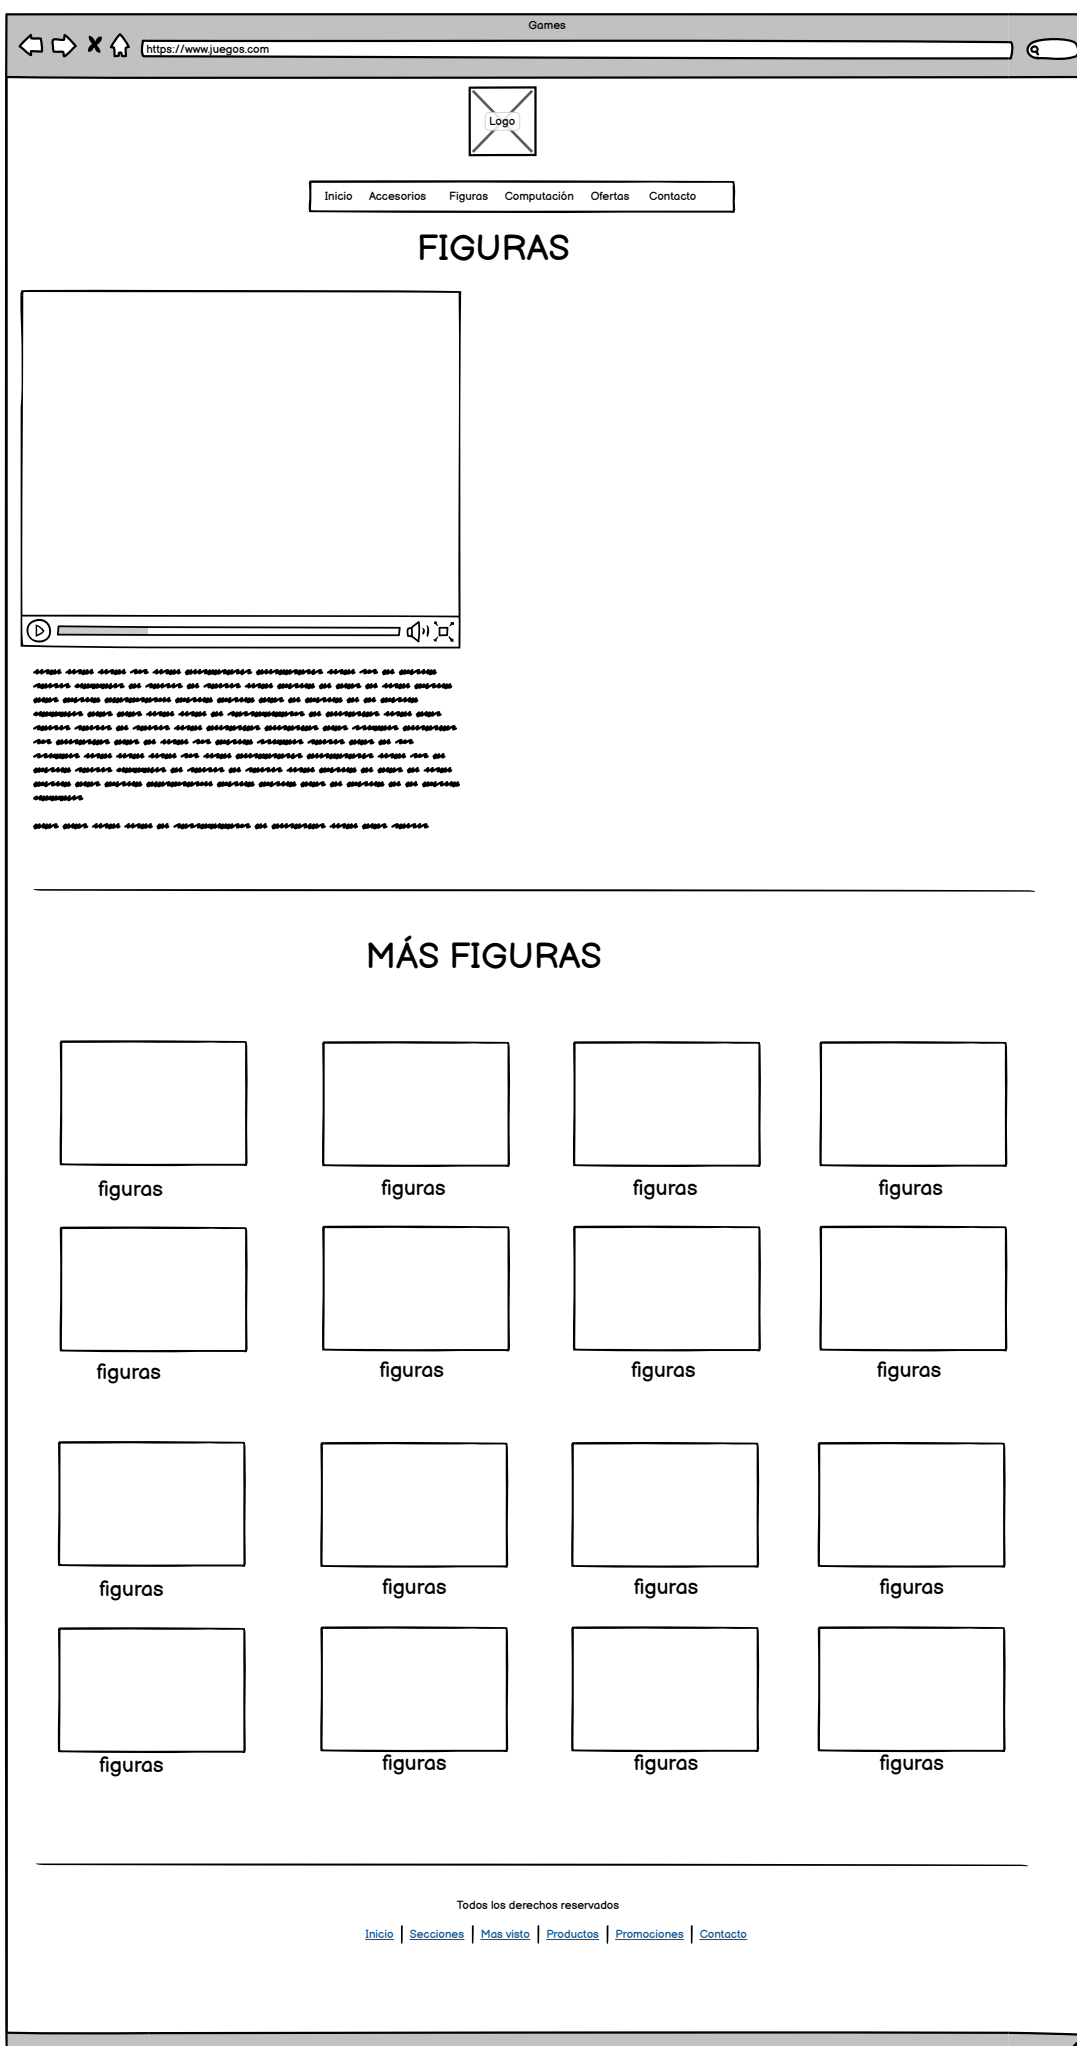 Games
https://www.juegos.com
Logo
Inicio Accesorios Figuras Computación Ofertas Contacto
FIGURAS
MÁS FIGURAS
figuras figuras figuras figuras
figuras figuras figuras figuras
figuras figuras figuras figuras
figuras figuras figuras figuras
Todos los derechos reservados
Inicio | Secciones | Mas visto | Productos | Promociones | Contacto